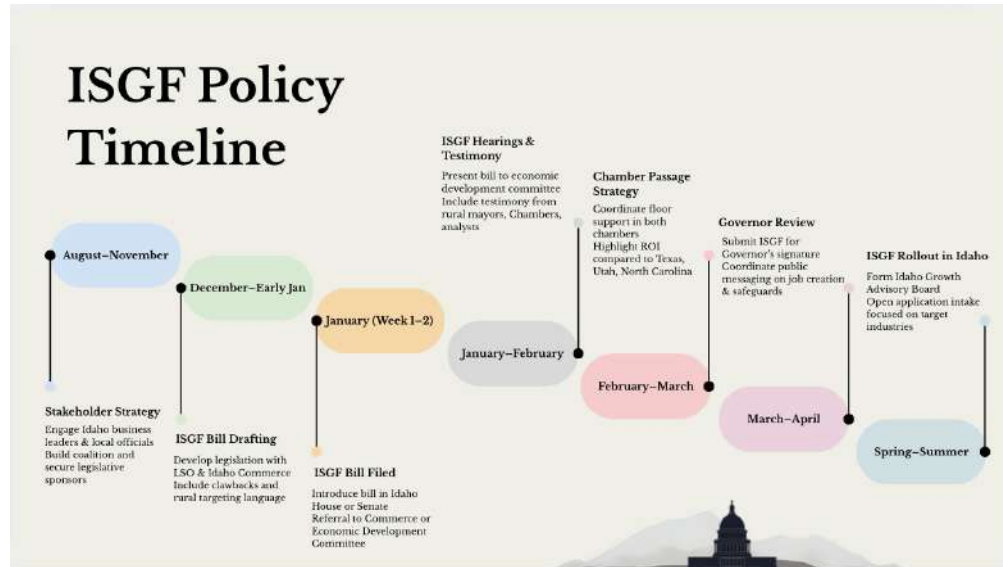 ISGF Policy
Timeline
August–November
Stakeholder Strategy
Engage Idaho business
leaders & local officials
Build coalition and
secure legislative
sponsors
December–Early Jan
ISGF Bill Drafting
Develop legislation with
LSO & Idaho Commerce
Include clawbacks and
rural targeting language
January (Week 1–2)
ISGF Bill Filed
Introduce bill in Idaho
House or Senate
Referral to Commerce or
Economic Development
Committee
ISGF Hearings &
Testimony
Present bill to economic
development committee
Include testimony from
rural mayors, Chambers,
analysts
January–February
Chamber Passage
Strategy
Coordinate floor
support in both
chambers
Highlight ROI
compared to Texas,
Utah, North Carolina
February–March
Governor Review
Submit ISGF for
Governor's signature
Coordinate public
messaging on job creation
& safeguards
March–April
ISGF Rollout in Idaho
Form Idaho Growth
Advisory Board
Open application intake
focused on target
industries
Spring–Summer